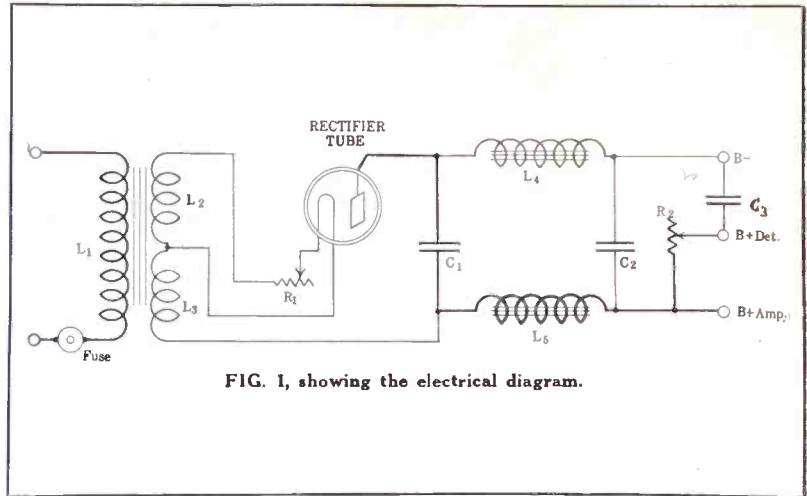 RECTIFIER
TUBE
B-
L4
L2
R2
C3
L1
B+Det.
C1
C2
R1
L3
B+Amp.
L5
Fuse
FIG. 1, showing the electrical diagram.